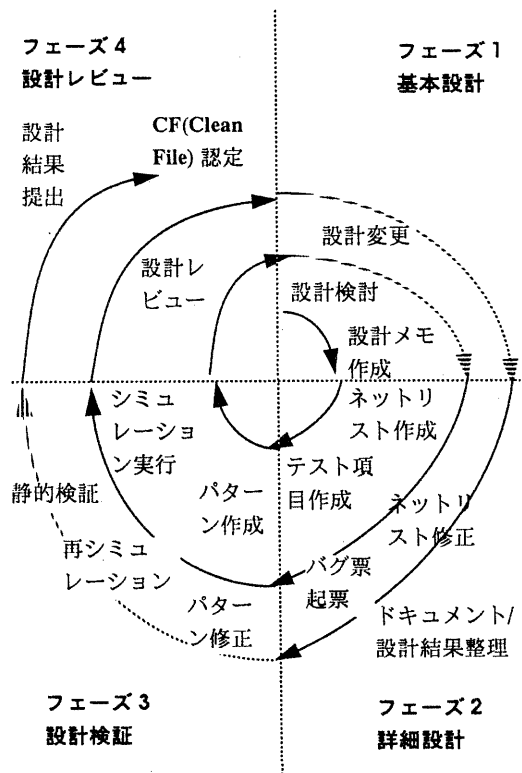 フェーズ4
設計レビュー
フェーズ1
基本設計
設計
結果
提出
CF(Clean
File) 認定
設計変更
設計レ
ビュー
設計検討
設計メモ
作成
シミュ
レーショ
ン実行
ネットリ
スト作成
静的検証
パター
ン作成
テスト項
目作成
ネットリ
スト修正
再シミュ
レーション
バグ票
起票
パター
ン修正
ドキュメント/
設計結果整理
フェーズ3
設計検証
フェーズ2
詳細設計